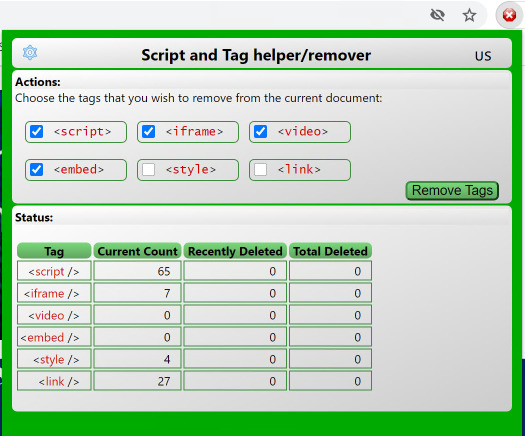 Script and Tag helper/remover US
Actions:
Choose the tags that you wish to remove from the current document:
<script> <iframe> <video>
<embed> <style> <link>
Remove Tags
Status:
Tag Current Count Recently Deleted Total Deleted
<script /> 65 0 0
<iframe /> 7 0 0
<video /> 0 0 0
<embed /> 0 0 0
<style /> 4 0 0
<link /> 27 0 0